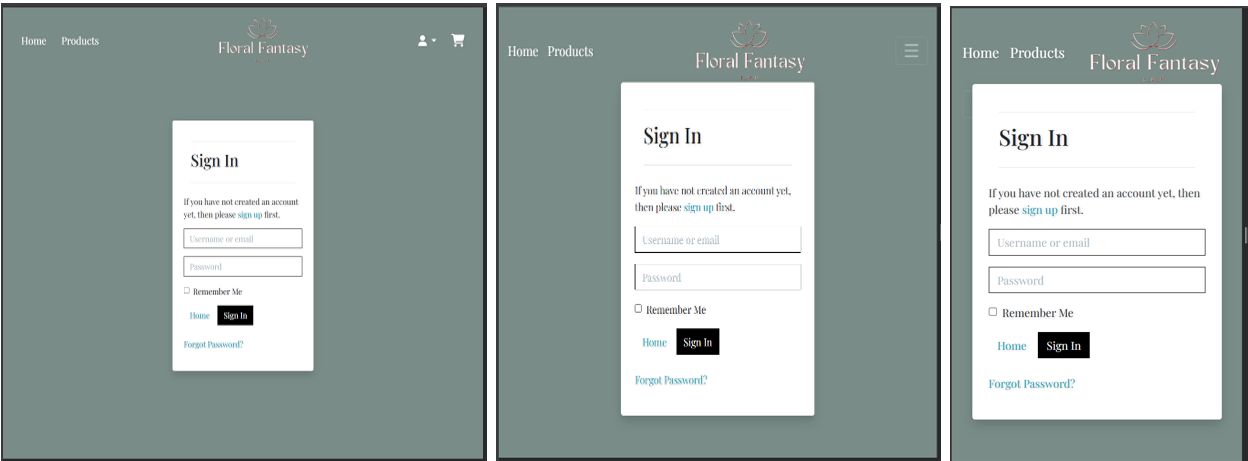 Home Products Floral Fantasy
Sign In
If you have not created an account
yet, then please sign up first.
Username or email
Password
Remember Me
Home Sign In
Forgot Password?
Home Products Floral Fantasy
Sign In
If you have not created an account yet,
then please sign up first.
Username or email
Password
Remember Me
Home Sign In
Forgot Password?
Home Products Floral Fantasy
Sign In
If you have not created an account yet, then
please sign up first.
Username or email
Password
Remember Me
Home Sign In
Forgot Password?